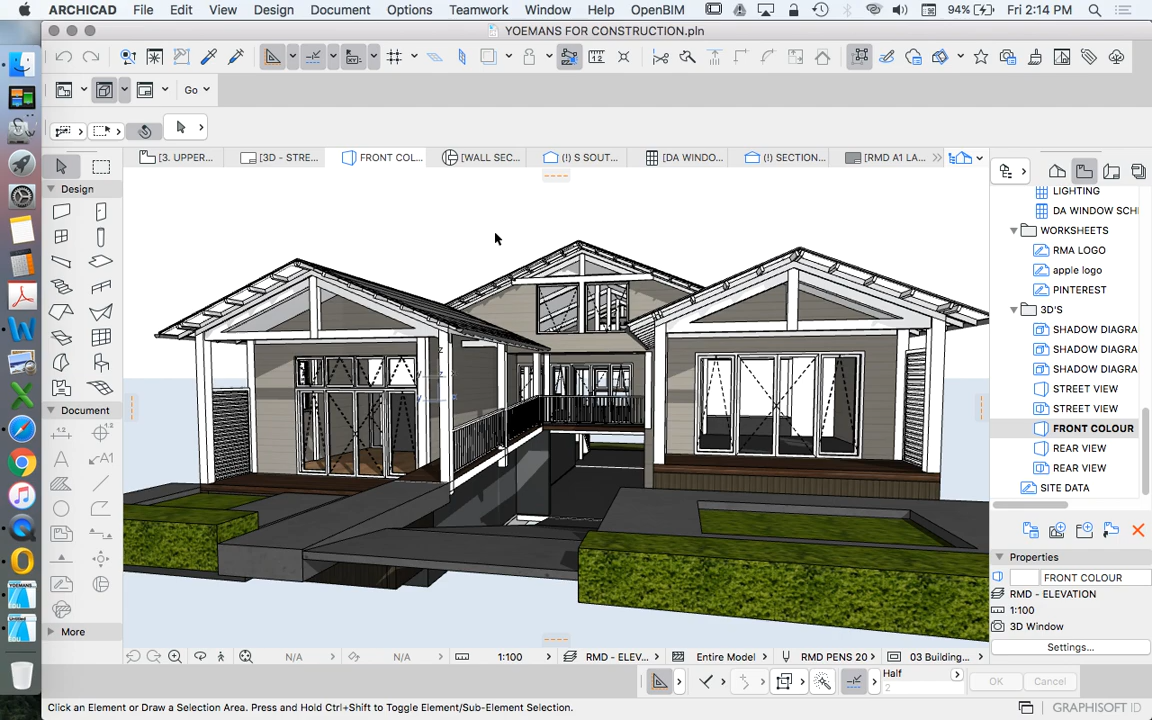 ARCHICAD File Edit View Design Document Options Teamwork Window Help OpenBIM 94% Fri 2:14 PM
YOEMANS FOR CONSTRUCTION.pln
Go
[3. UPPER... [3D - STRE... FRONT COL... [WALL SEC... (!) S SOUT... [DA WINDO... (!) SECTION... [RMD A1 LA...
Design
Document
More
LIGHTING
DA WINDOW SCH
WORKSHEETS
RMA LOGO
apple logo
PINTEREST
3D'S
SHADOW DIAGRA
SHADOW DIAGRA
SHADOW DIAGRA
STREET VIEW
STREET VIEW
FRONT COLOUR
REAR VIEW
REAR VIEW
SITE DATA
Properties
FRONT COLOUR
RMD - ELEVATION
1:100
3D Window
Settings...
N/A N/A 1:100 RMD - ELEV... Entire Model RMD PENS 20 03 Building...
Half
2
OK Cancel
Click an Element or Draw a Selection Area. Press and Hold Ctrl+Shift to Toggle Element/Sub-Element Selection.
GRAPHISOFT ID